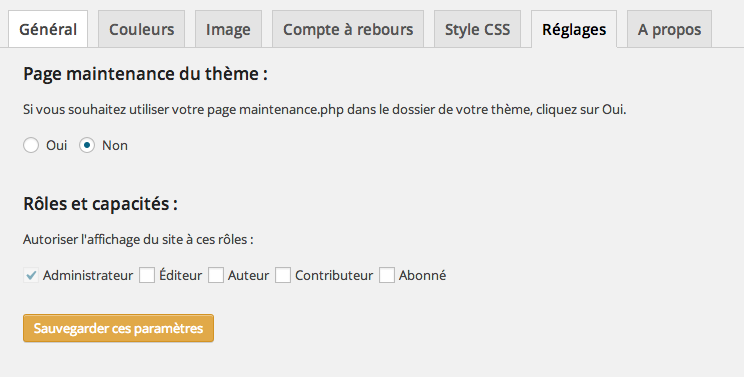 Général Couleurs Image Compte à rebours Style CSS Réglages A propos
Page maintenance du thème :
Si vous souhaitez utiliser votre page maintenance.php dans le dossier de votre thème, cliquez sur Oui.
Oui Non
Rôles et capacités :
Autoriser l'affichage du site à ces rôles :
Administrateur Éditeur Auteur Contributeur Abonné
Sauvegarder ces paramètres